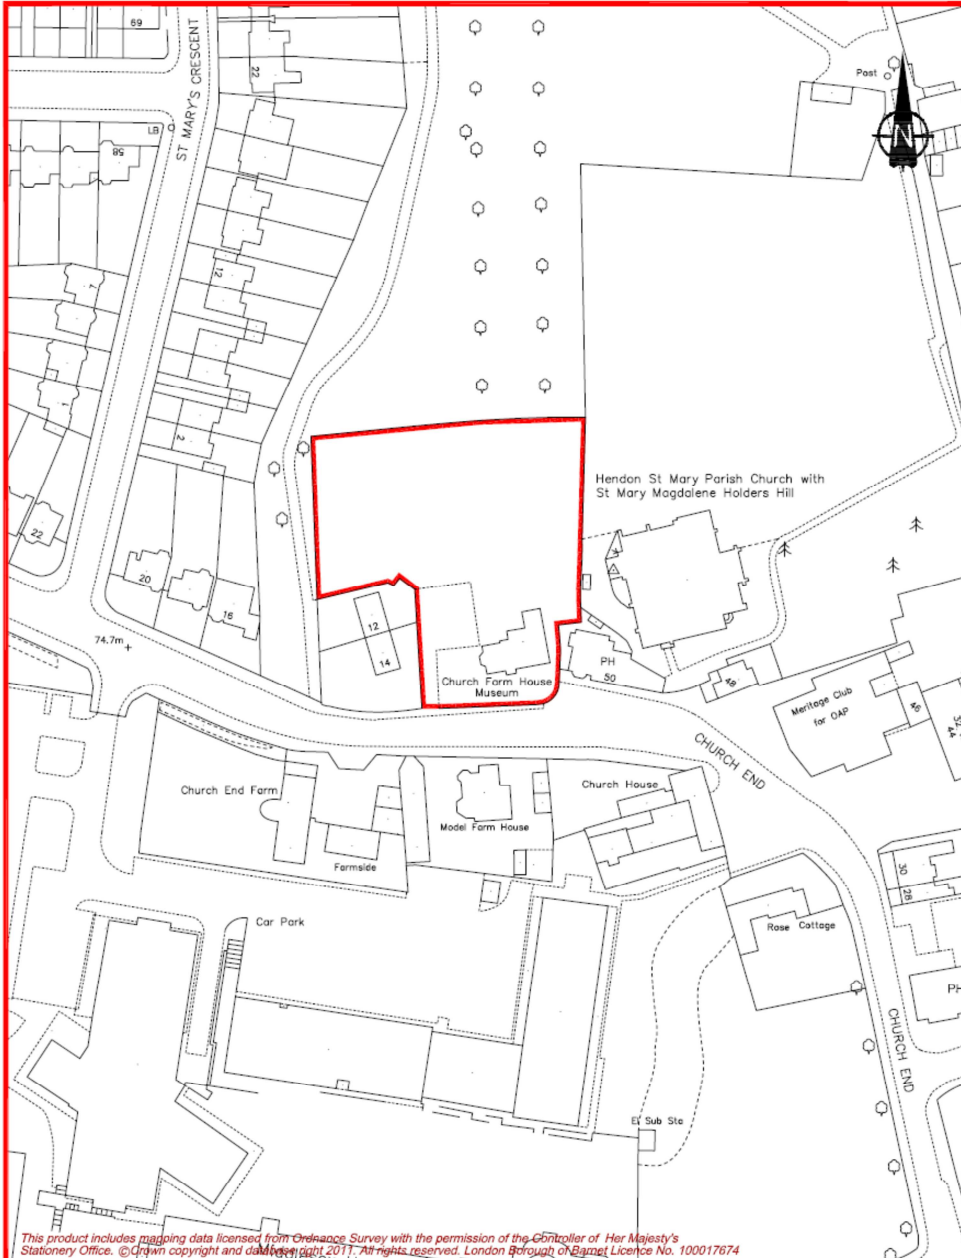 69
ST MARY'S CRESCENT
22
Post
LB
58
N
12
7
1
2
Hendon St Mary Parish Church with
St Mary Magdalene Holders Hill
22
20
16
12
14
74.7m
PH
50
Church Farm House
Museum
48
Meritage Club
for OAP
46
32
44
CHURCH END
Church End Farm
Church House
Model Farm House
Farmside
30
28
Car Park
Rose Cottage
PH
CHURCH END
El Sub Sta
This product includes mapping data licensed from Ordnance Survey with the permission of the Controller of Her Majesty's
Stationery Office. © Crown copyright and database right 2011. All rights reserved. London Borough of Barnet Licence No. 100017674